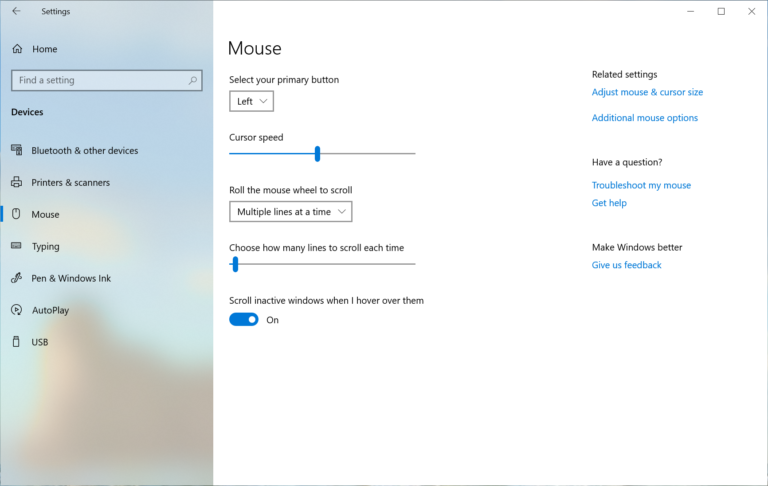 Settings
Home
Find a setting
Devices
Bluetooth & other devices
Printers & scanners
Mouse
Typing
Pen & Windows Ink
AutoPlay
USB
Mouse
Select your primary button
Left
Cursor speed
Roll the mouse wheel to scroll
Multiple lines at a time
Choose how many lines to scroll each time
Scroll inactive windows when I hover over them
On
Related settings
Adjust mouse & cursor size
Additional mouse options
Have a question?
Troubleshoot my mouse
Get help
Make Windows better
Give us feedback